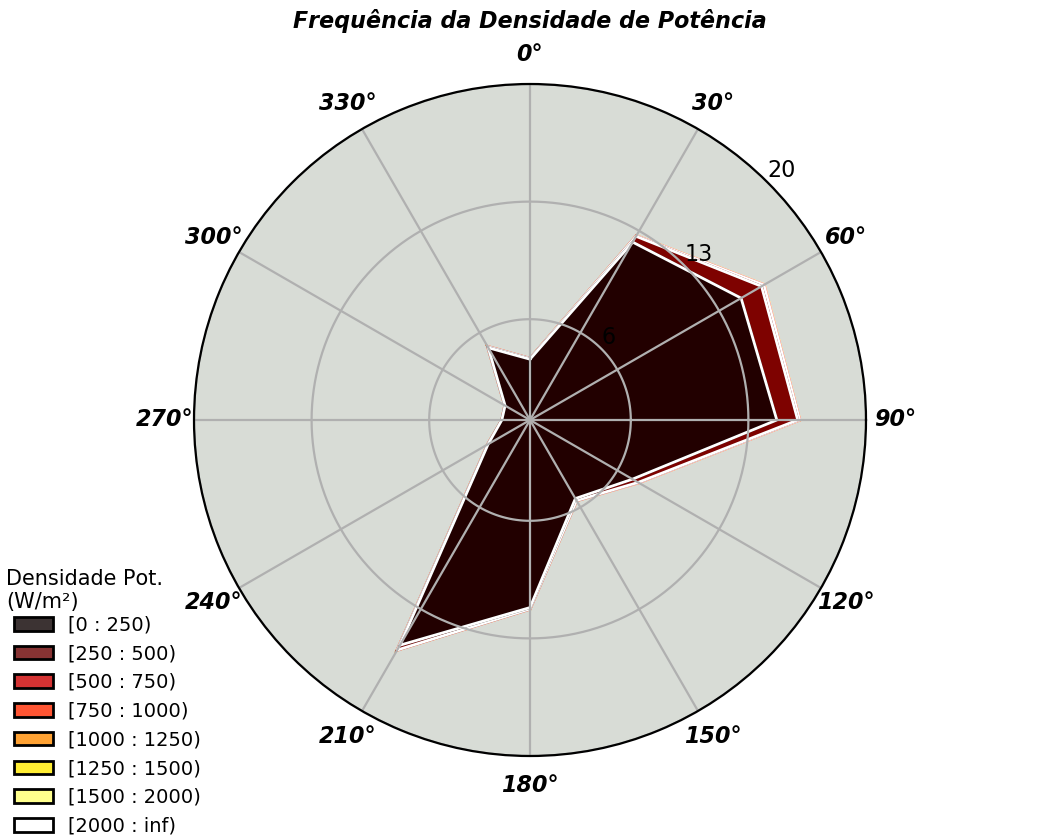 Frequência da Densidade de Potência
0°
330°
30°
20
300°
60°
13
6
270°
90°
Densidade Pot.
(W/m²)
240°
120°
[0 : 250)
[250 : 500)
[500 : 750)
[750 : 1000)
210°
150°
[1000 : 1250)
[1250 : 1500)
180°
[1500 : 2000)
[2000 : inf)